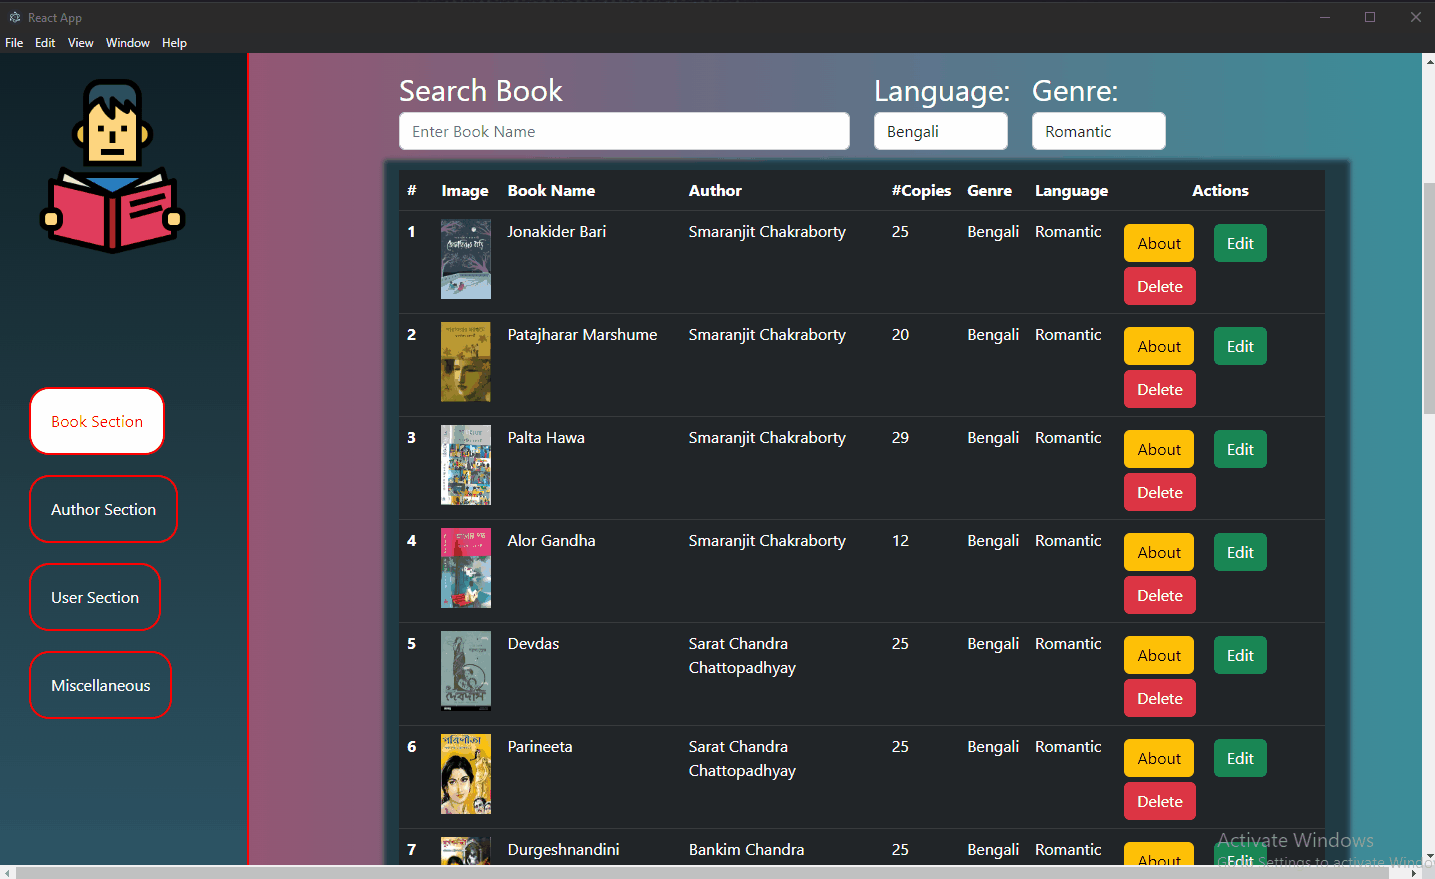 React App
File Edit View Window Help
Search Book Language: Genre:
Enter Book Name Bengali Romantic
# Image Book Name Author #Copies Genre Language Actions
1 Jonakider Bari Smaranjit Chakraborty 25 Bengali Romantic About Edit
Delete
2 Patajharar Marshume Smaranjit Chakraborty 20 Bengali Romantic About Edit
Delete
3 Palta Hawa Smaranjit Chakraborty 29 Bengali Romantic About Edit
Delete
4 Alor Gandha Smaranjit Chakraborty 12 Bengali Romantic About Edit
Delete
5 Devdas Sarat Chandra 25 Bengali Romantic About Edit
Chattopadhyay
Delete
দেবদাস
6 Parineeta Sarat Chandra 25 Bengali Romantic About Edit
পরিণীতা
Chattopadhyay
Delete
7 Durgeshnandini Bankim Chandra 25 Bengali Romantic About Edit
Book Section
Author Section
User Section
Miscellaneous
Activate Windows
Settings to activate Windo